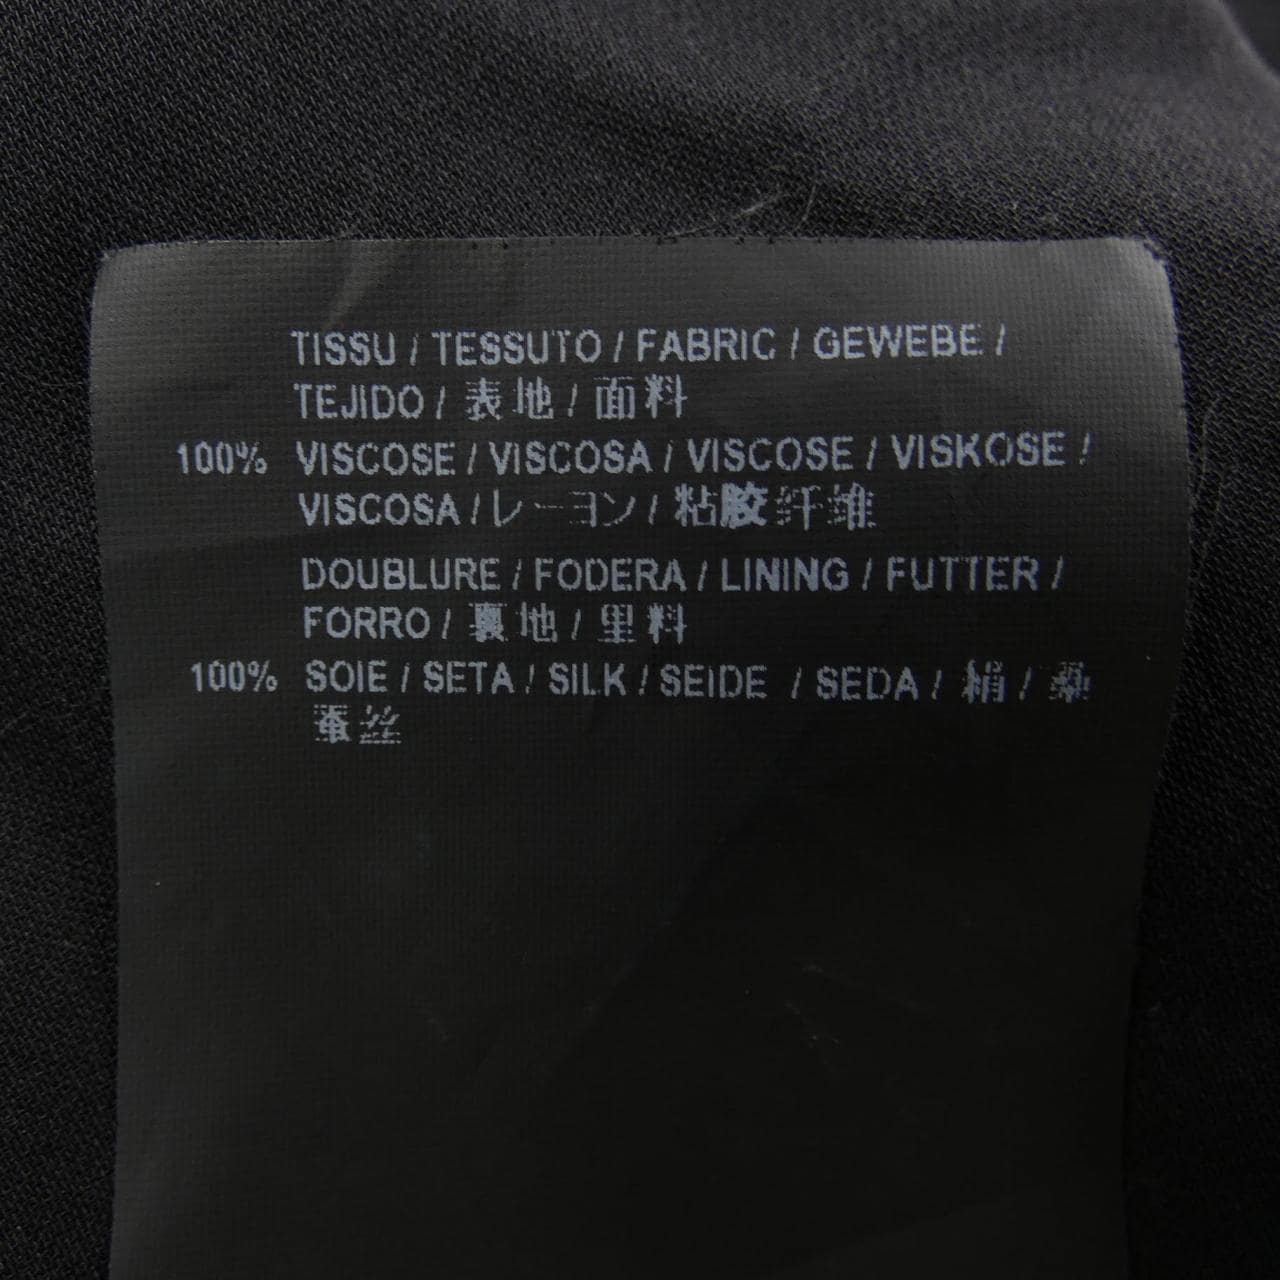 TISSU / TESSUTO / FABRIC / GEWEBE /
TEJIDO / 表地 / 面料
100% VISCOSE / VISCOSA / VISCOSE / VISKOSE /
VISCOSA / レーヨン / 粘胶纤维
DOUBLURE / FODERA / LINING / FUTTER /
FORRO / 裏地 / 里料
100% SOIE / SETA / SILK / SEIDE / SEDA / 絹 / 桑
蚕丝